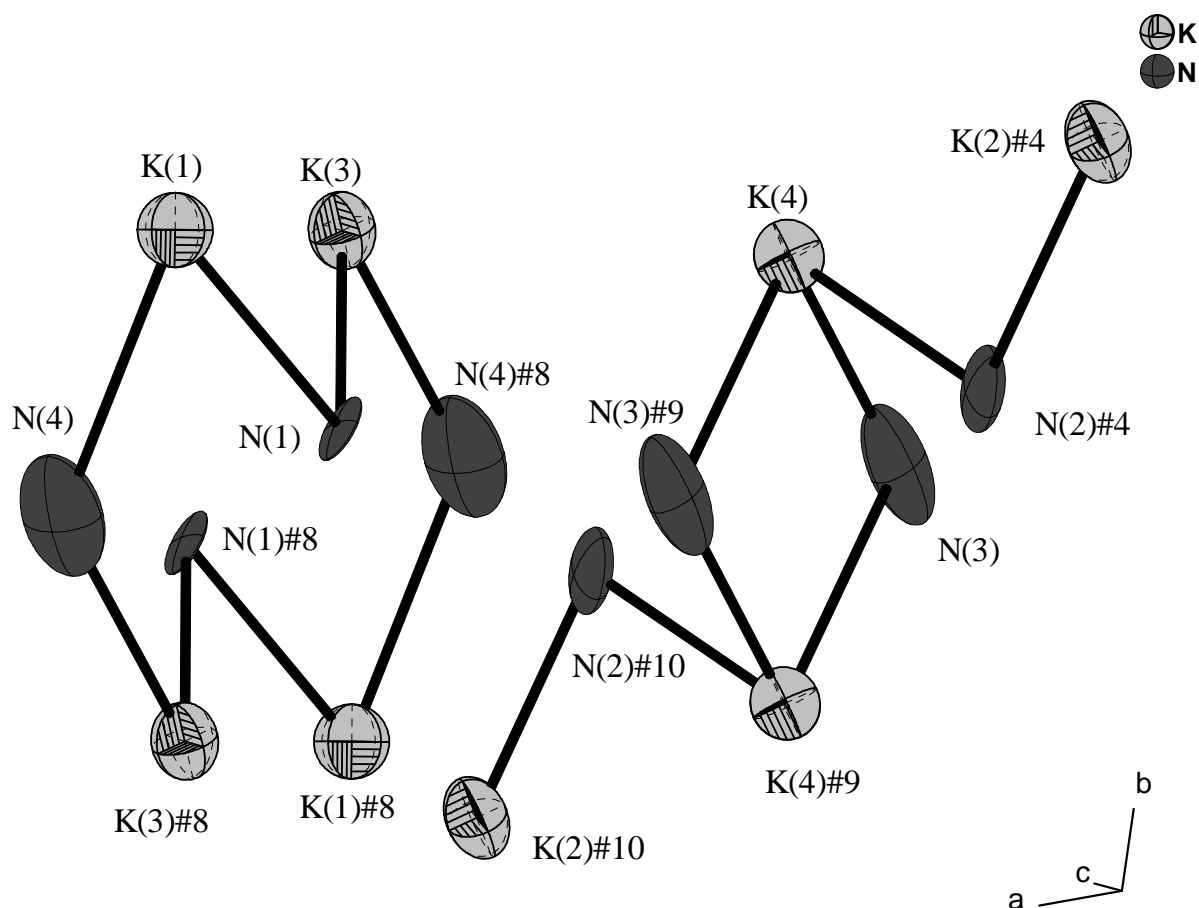 K
N
K(2)#4
K(1)
K(3)
K(4)
N(4)#8
N(4)
N(3)#9
N(1)
N(2)#4
N(1)#8
N(3)
N(2)#10
K(4)#9
K(3)#8
K(1)#8
K(2)#10
b
c
a